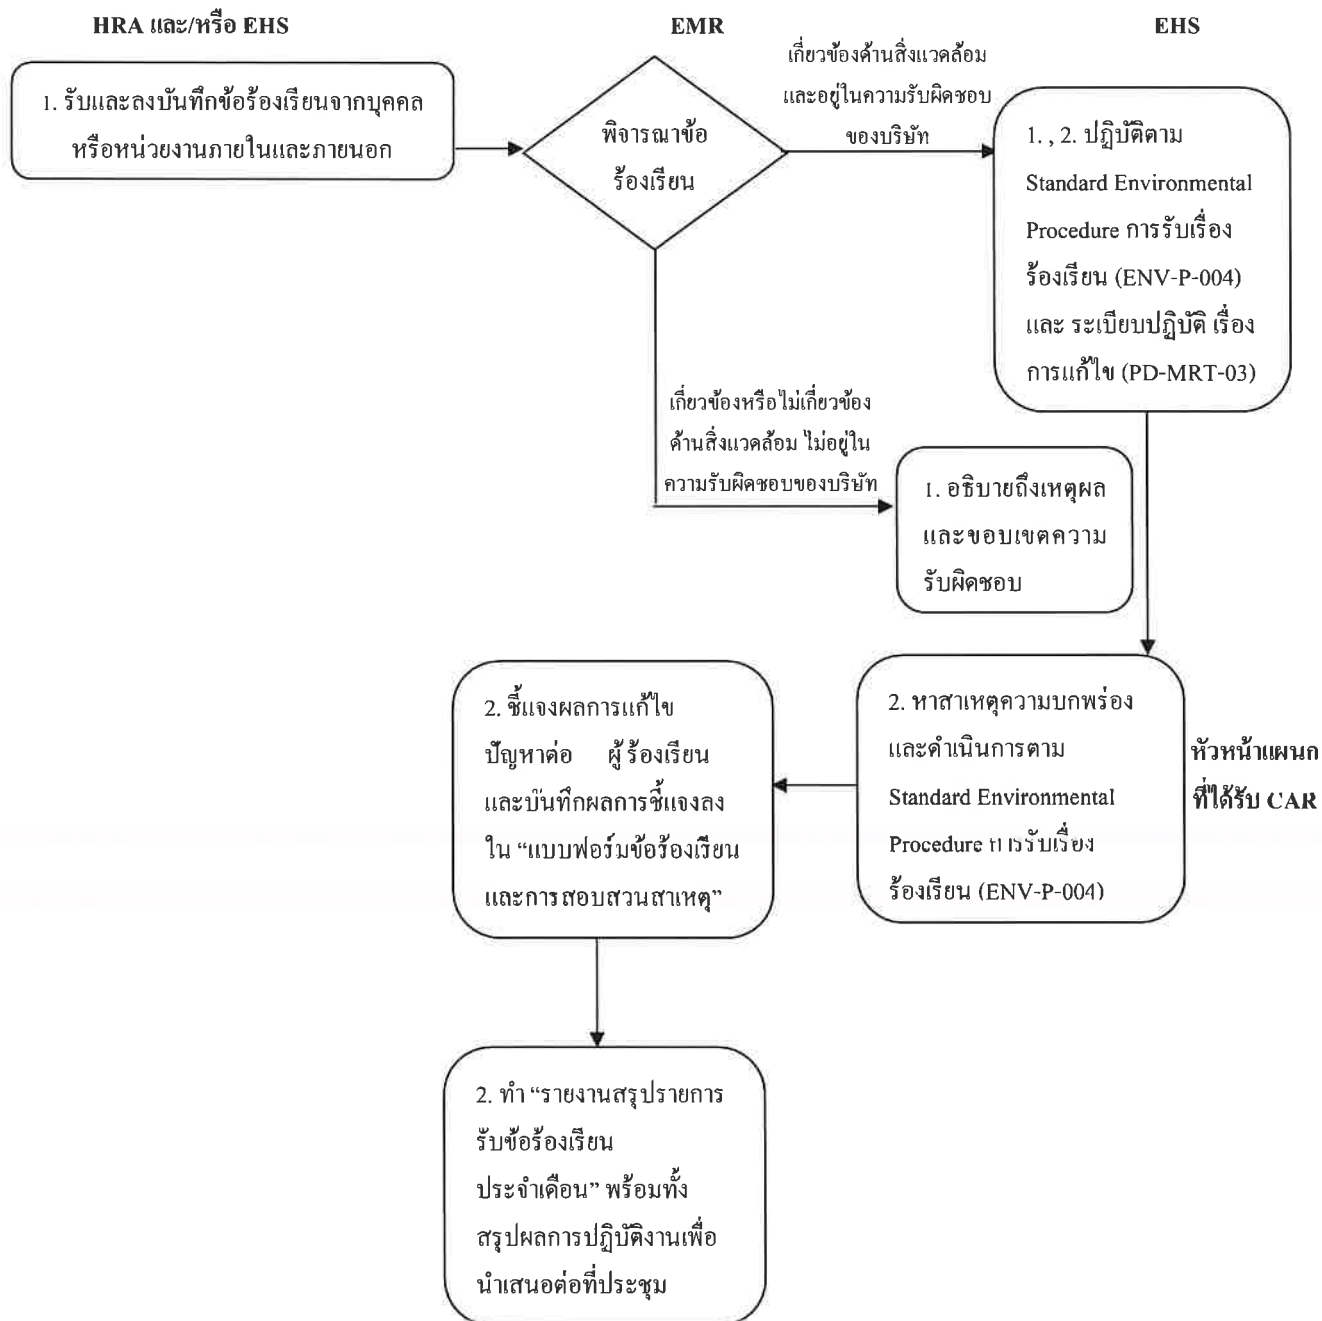 HRA และ/หรือ EHS
EMR
EHS
1. รับและลงบันทึกข้อร้องเรียนจากบุคคล
หรือหน่วยงานภายในและภายนอก
พิจารณาข้อ
ร้องเรียน
เกี่ยวข้องด้านสิ่งแวดล้อม
และอยู่ในความรับผิดชอบ
ของบริษัท
1. , 2. ปฏิบัติตาม
Standard Environmental
Procedure การรับเรื่อง
ร้องเรียน (ENV-P-004)
และ ระเบียบปฏิบัติ เรื่อง
การแก้ไข (PD-MRT-03)
เกี่ยวข้องหรือไม่เกี่ยวข้อง
ด้านสิ่งแวดล้อม ไม่อยู่ใน
ความรับผิดชอบของบริษัท
1. อธิบายถึงเหตุผล
และขอบเขตความ
รับผิดชอบ
2. หาสาเหตุความบกพร่อง
และดำเนินการตาม
Standard Environmental
Procedure การรับเรื่อง
ร้องเรียน (ENV-P-004)
หัวหน้าแผนก
ที่ได้รับ CAR
2. ชี้แจงผลการแก้ไข
ปัญหาต่อ ผู้ร้องเรียน
และบันทึกผลการชี้แจงลง
ใน “แบบฟอร์มข้อร้องเรียน
และการสอบสวนสาเหตุ”
2. ทำ “รายงานสรุปรายการ
รับข้อร้องเรียน
ประจำเดือน” พร้อมทั้ง
สรุปผลการปฏิบัติงานเพื่อ
นำเสนอต่อที่ประชุม